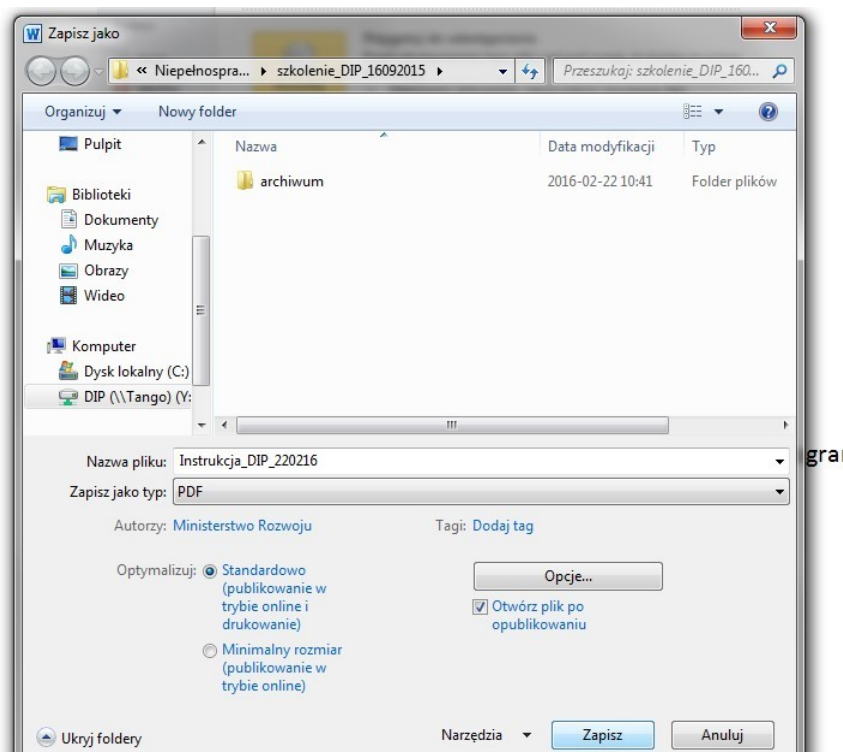 Zapisz jako
« Niepełnospra... szkolenie_DIP_16092015
Przeszukaj: szkolenie_DIP_160...
Organizuj Nowy folder
Pulpit
Biblioteki
Dokumenty
Muzyka
Obrazy
Wideo
Komputer
Dysk lokalny (C:)
DIP (\\Tango) (Y:
Nazwa Data modyfikacji Typ
archiwum 2016-02-22 10:41 Folder plików
Nazwa pliku: Instrukcja_DIP_220216
Zapisz jako typ: PDF
Autorzy: Ministerstwo Rozwoju Tagi: Dodaj tag
Optymalizuj: Standardowo
(publikowanie w
trybie online i
drukowanie)
Minimalny rozmiar
(publikowanie w
trybie online)
Opcje...
Otwórz plik po
opublikowaniu
Ukryj foldery Narzędzia Zapisz Anuluj